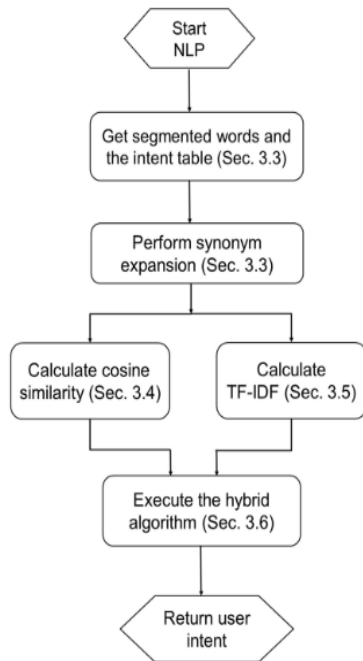 Start
NLP
Get segmented words and
the intent table (Sec. 3.3)
Perform synonym
expansion (Sec. 3.3)
Calculate cosine
similarity (Sec. 3.4)
Calculate
TF-IDF (Sec. 3.5)
Execute the hybrid
algorithm (Sec. 3.6)
Return user
intent